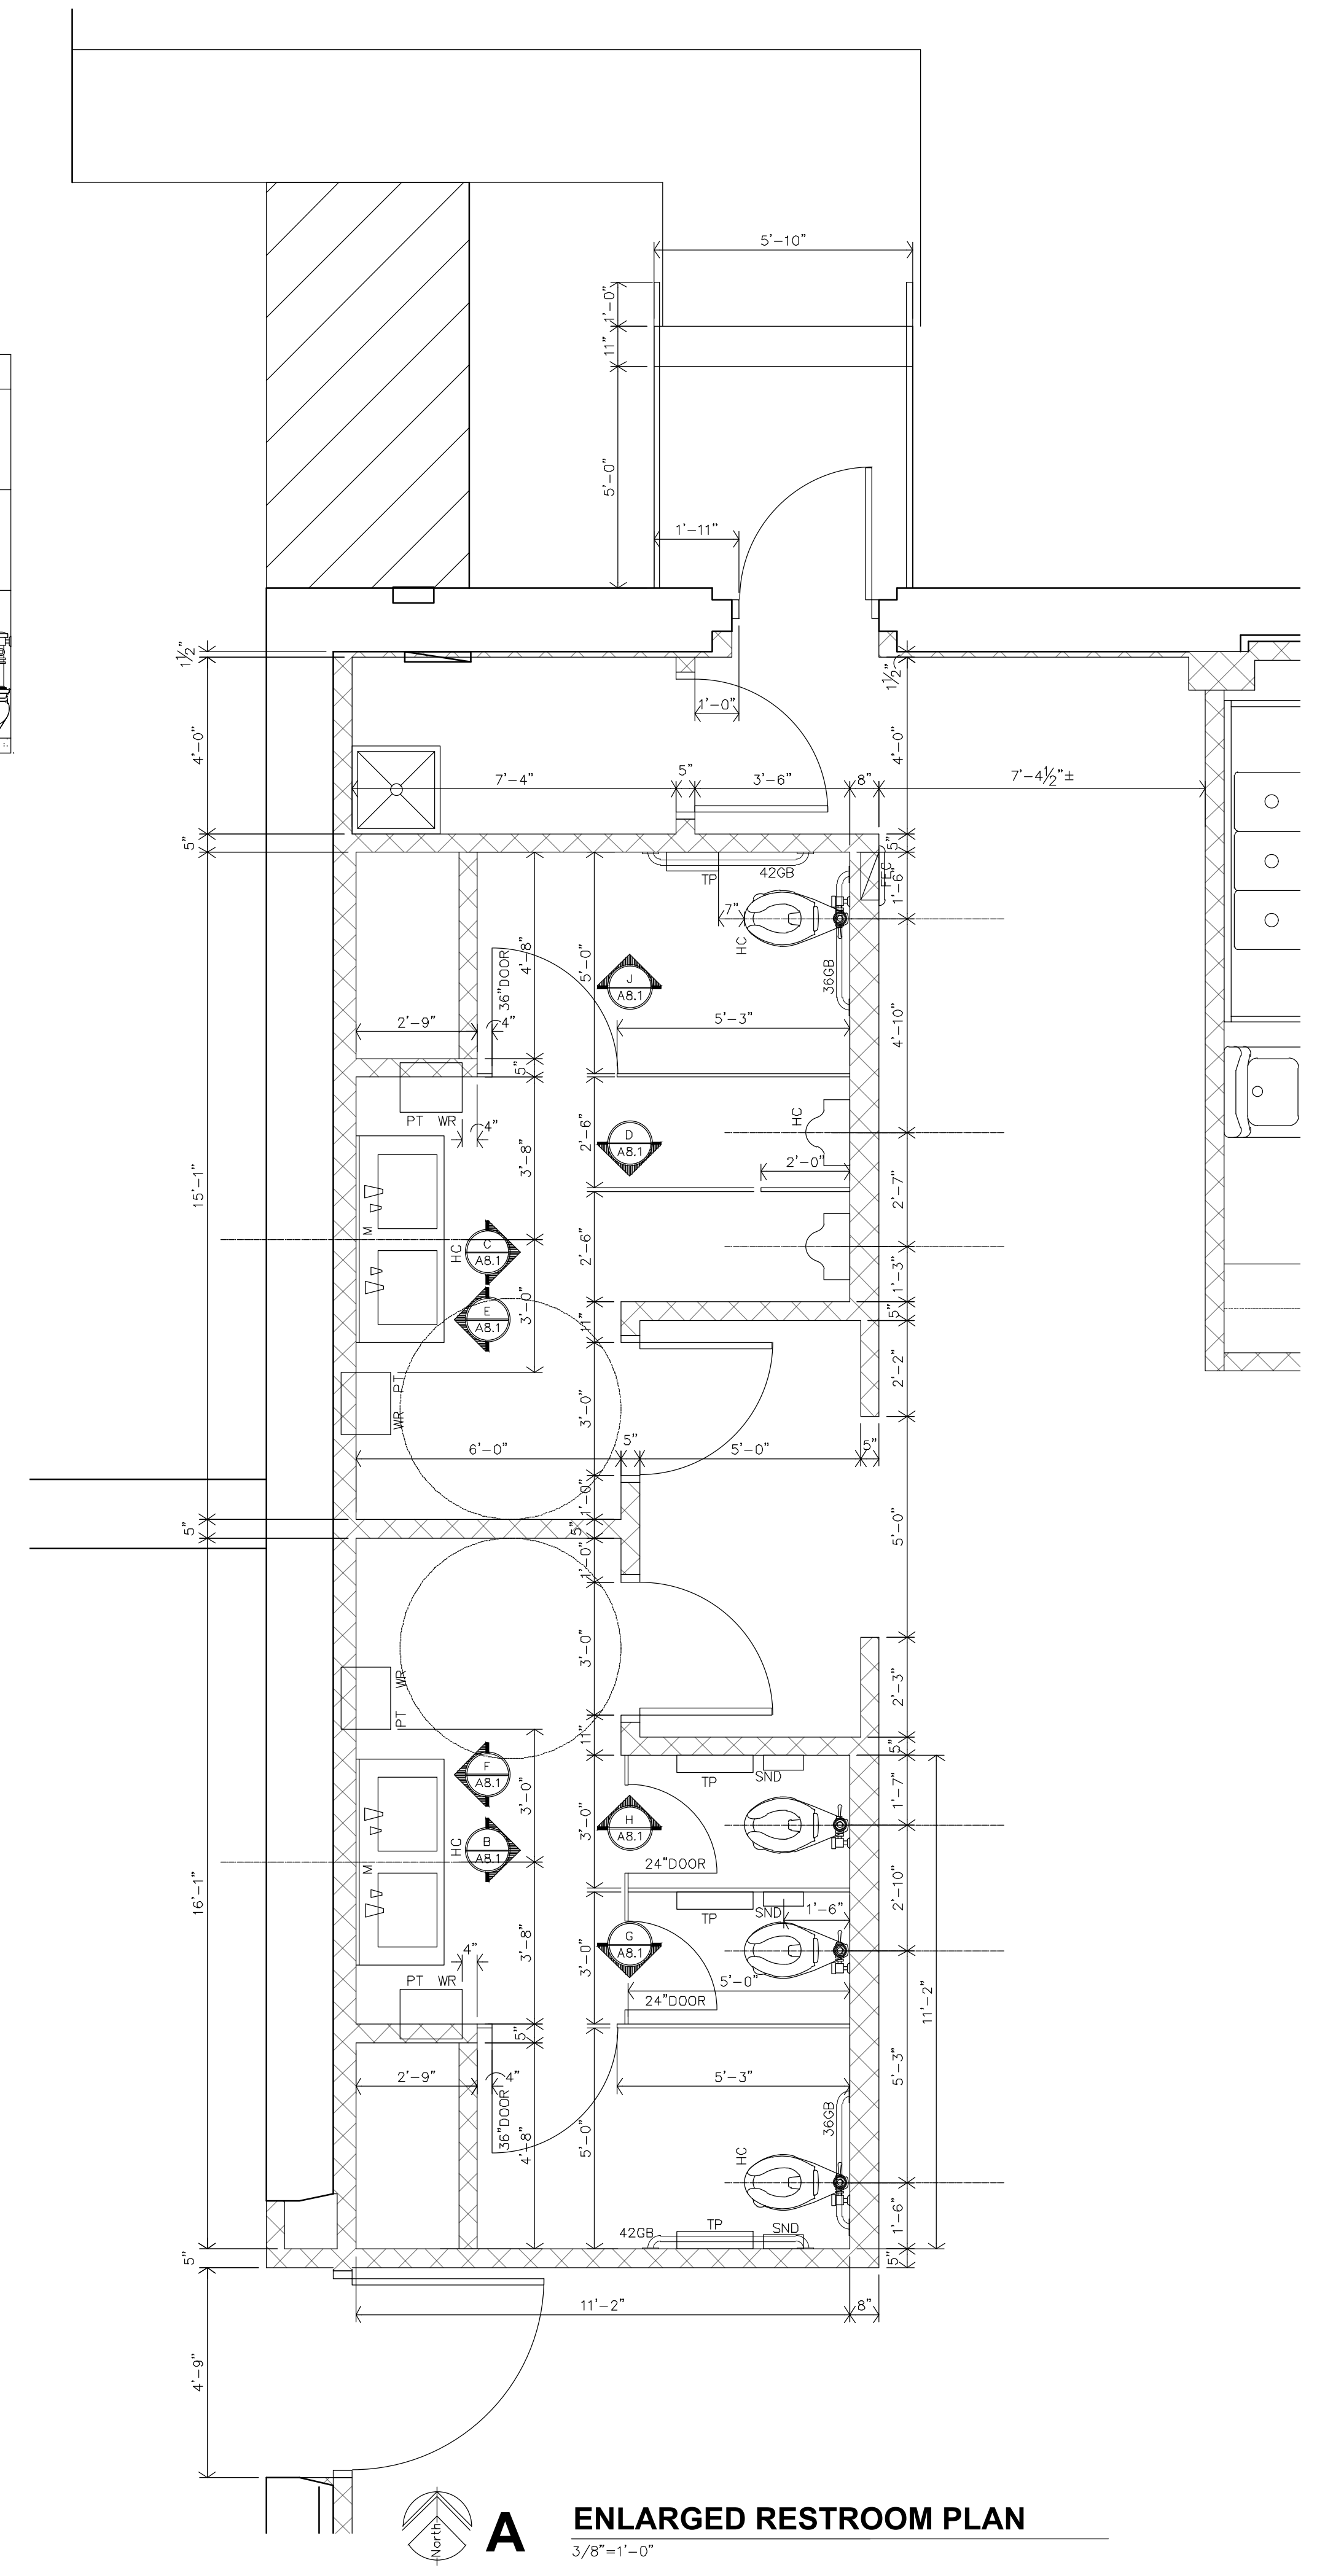 5'-10"
1'-0"
11"
5'-0"
1'-11"
1½"
1½"
1'-0"
4'-0"
4'-0"
7'-4"
5"
3'-6"
8"
7'-4½"±
5"
5"
TP
42GB
FEC
1'-6"
7"
HC
36GB
4'-8"
5'-0"
36"DOOR
J
A8.1
4'-10"
2'-9"
4"
5'-3"
5"
PT WR
4"
HC
2'-6"
D
A8.1
3'-8"
2'-0"
15'-1"
2'-7"
M
HC
C
A8.1
2'-6"
E
A8.1
3'-0"
1'-3"
11"
5"
2'-2"
PT
WR
3'-0"
6'-0"
5"
5'-0"
5"
1'-0"
5"
5"
5'-0"
1'-0"
3'-0"
WR
PT
2'-3"
11"
5"
F
A8.1
3'-0"
TP
SND
1'-7"
3'-0"
H
A8.1
HC
B
A8.1
M
24"DOOR
16'-1"
TP
SND
1'-6"
2'-10"
3'-8"
3'-0"
G
A8.1
4"
PT WR
5'-0"
24"DOOR
11'-2"
5"
2'-9"
4"
5'-3"
5'-3"
36"DOOR
4'-8"
5'-0"
36GB
HC
42GB
TP
SND
1'-6"
5"
5"
11'-2"
8"
4'-9"
North
A
ENLARGED RESTROOM PLAN
3/8"=1'-0"